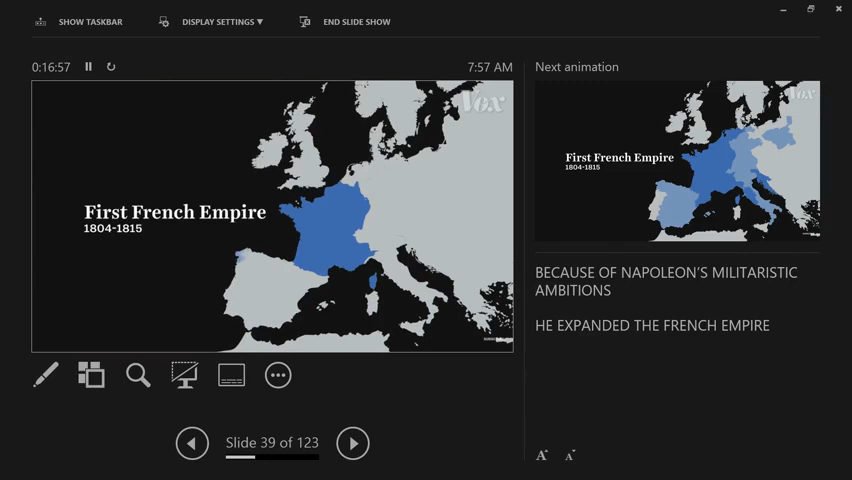 SHOW TASKBAR
DISPLAY SETTINGS ▼
END SLIDE SHOW
0:16:57
7:57 AM
Vox
First French Empire
1804-1815
Slide 39 of 123
Next animation
Vox
First French Empire
1804-1815
BECAUSE OF NAPOLEON'S MILITARISTIC
AMBITIONS
HE EXPANDED THE FRENCH EMPIRE
A
A